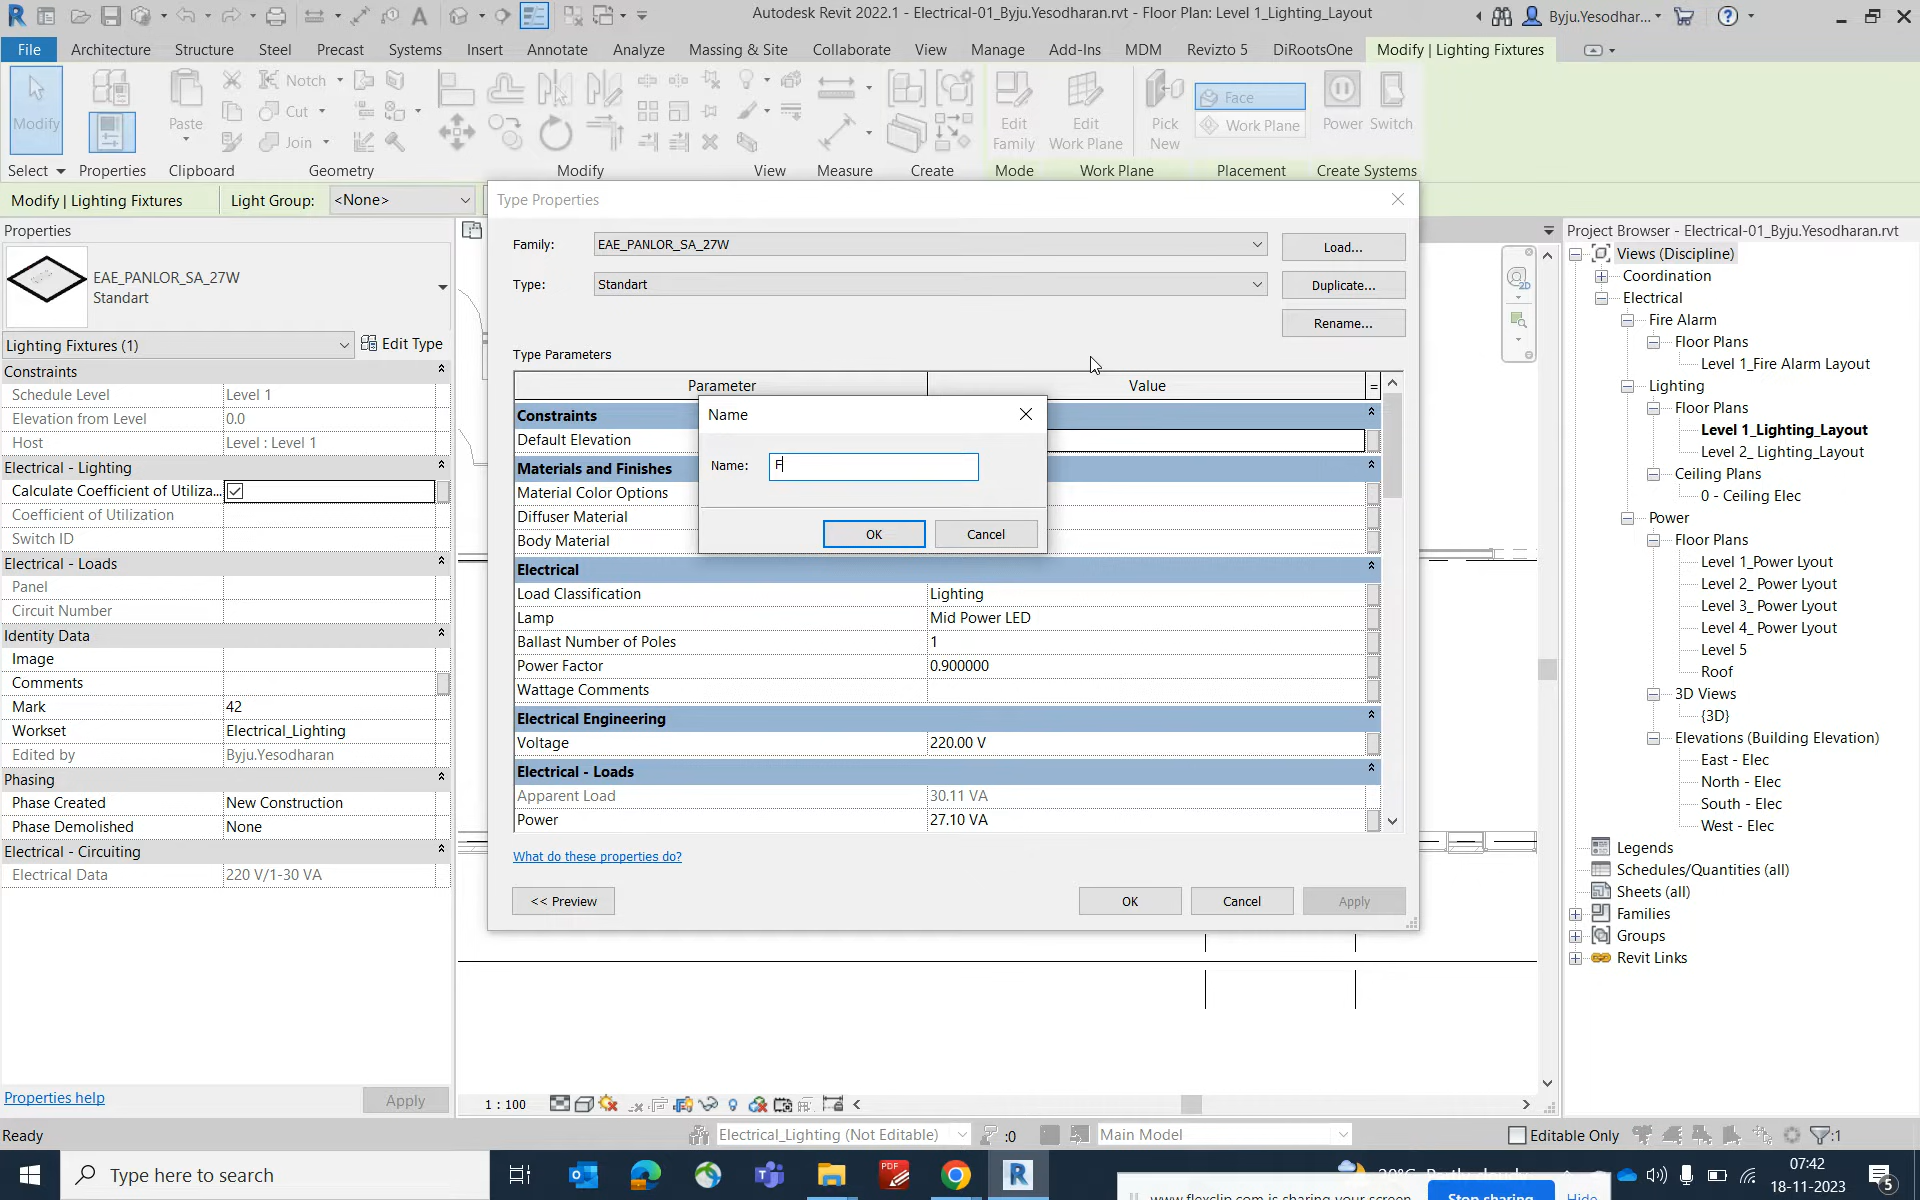 Autodesk Revit 2022.1 - Electrical-01_Byju.Yesodharan.rvt - Floor Plan: Level 1_Lighting_Layout
Byju.Yesodhar...
File Architecture Structure Steel Precast Systems Insert Annotate Analyze Massing & Site Collaborate View Manage Add-Ins MDM Revizto 5 DiRootsOne Modify | Lighting Fixtures
Modify
Paste
Notch
Cut
Join
Edit Family
Edit Work Plane
Pick New
Face
Work Plane
Power Switch
Select Properties Clipboard Geometry Modify View Measure Create Mode Work Plane Placement Create Systems
Modify | Lighting Fixtures Light Group: <None>
Properties
EAE_PANLOR_SA_27W
Standart
Lighting Fixtures (1) Edit Type
Constraints
Schedule Level Level 1
Elevation from Level 0.0
Host Level : Level 1
Electrical - Lighting
Calculate Coefficient of Utiliza...
Coefficient of Utilization
Switch ID
Electrical - Loads
Panel
Circuit Number
Identity Data
Image
Comments
Mark 42
Workset Electrical_Lighting
Edited by Byju.Yesodharan
Phasing
Phase Created New Construction
Phase Demolished None
Electrical - Circuiting
Electrical Data 220 V/1-30 VA
Properties help Apply
Type Properties
Family: EAE_PANLOR_SA_27W Load...
Type: Standart Duplicate...
Rename...
Type Parameters
Parameter Value =
Constraints
Default Elevation
Materials and Finishes
Material Color Options
Diffuser Material
Body Material
Electrical
Load Classification Lighting
Lamp Mid Power LED
Ballast Number of Poles 1
Power Factor 0.900000
Wattage Comments
Electrical Engineering
Voltage 220.00 V
Electrical - Loads
Apparent Load 30.11 VA
Power 27.10 VA
What do these properties do?
<< Preview OK Cancel Apply
Name
Name: F
OK Cancel
Project Browser - Electrical-01_Byju.Yesodharan.rvt
Views (Discipline)
Coordination
Electrical
Fire Alarm
Floor Plans
Level 1_Fire Alarm Layout
Lighting
Floor Plans
Level 1_Lighting_Layout
Level 2_ Lighting_Layout
Ceiling Plans
0 - Ceiling Elec
Power
Floor Plans
Level 1_Power Lyout
Level 2_ Power Lyout
Level 3_ Power Lyout
Level 4_ Power Lyout
Level 5
Roof
3D Views
{3D}
Elevations (Building Elevation)
East - Elec
North - Elec
South - Elec
West - Elec
Legends
Schedules/Quantities (all)
Sheets (all)
Families
Groups
Revit Links
1 : 100
Ready Electrical_Lighting (Not Editable) :0 Main Model Editable Only :1
Type here to search
www.flexclip.com is sharing your screen. Stop sharing Hide
07:42
18-11-2023
5